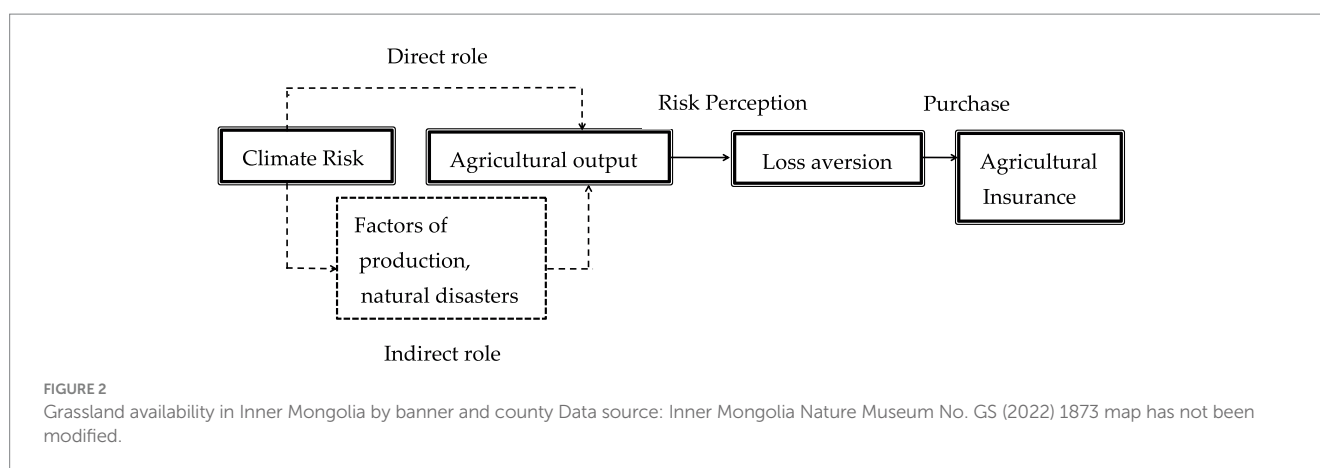 Direct role
Risk Perception
Purchase
Climate Risk
Agricultural output
Loss aversion
Agricultural
Insurance
Factors of
production,
natural disasters
Indirect role
FIGURE 2
Grassland availability in Inner Mongolia by banner and county Data source: Inner Mongolia Nature Museum No. GS (2022) 1873 map has not been
modified.